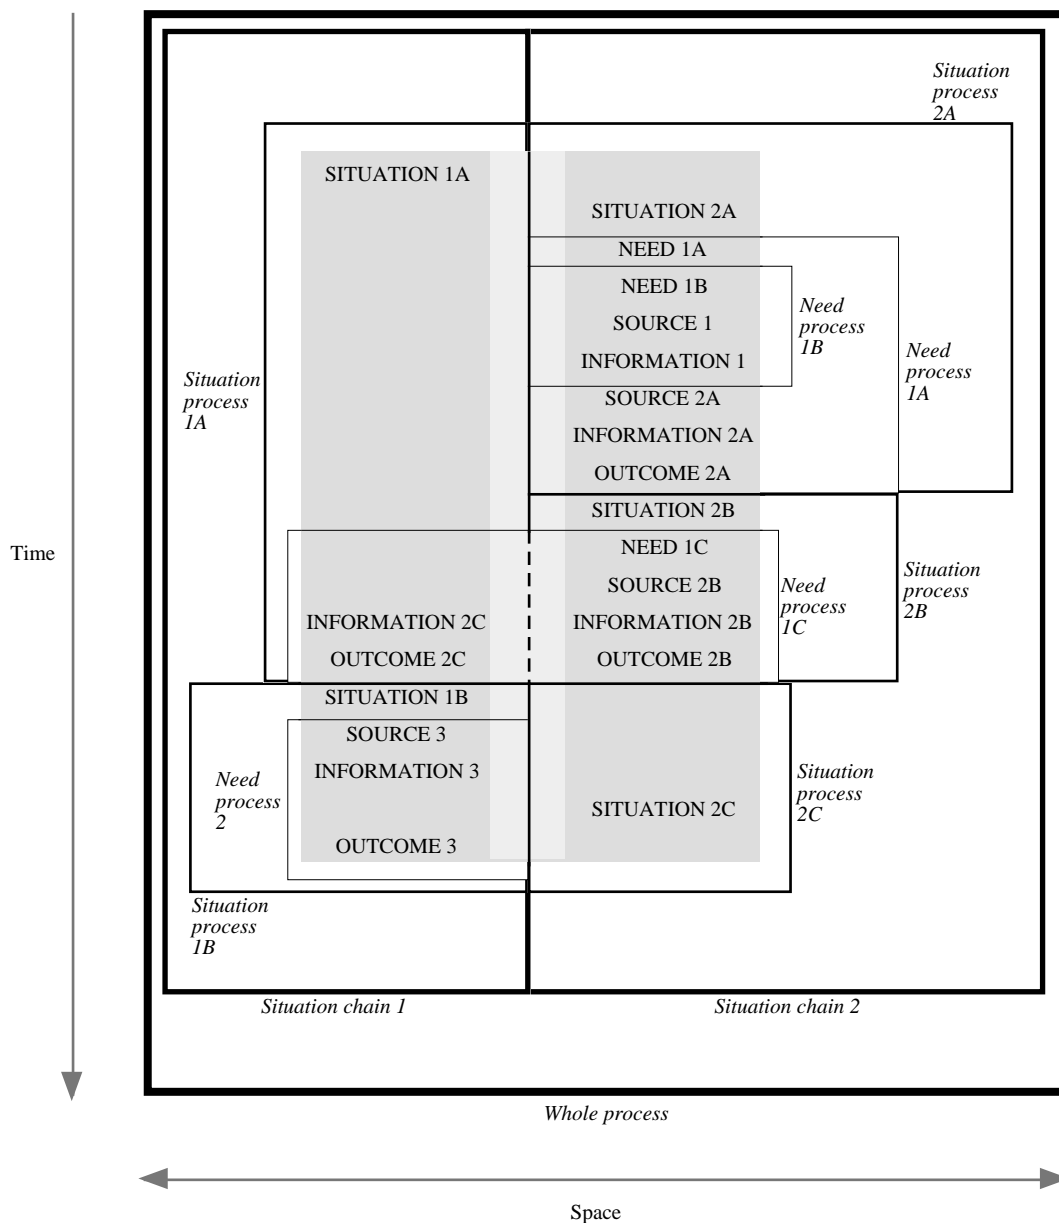 Situation
process
2A
SITUATION 1A
SITUATION 2A
NEED 1A
NEED 1B
SOURCE 1
INFORMATION 1
Need
process
1B
Need
process
1A
Situation
process
1A
SOURCE 2A
INFORMATION 2A
OUTCOME 2A
SITUATION 2B
Time
NEED 1C
SOURCE 2B
INFORMATION 2C
INFORMATION 2B
OUTCOME 2C
OUTCOME 2B
Need
process
1C
Situation
process
2B
SITUATION 1B
SOURCE 3
INFORMATION 3
Need
process
2
SITUATION 2C
Situation
process
2C
OUTCOME 3
Situation
process
1B
Situation chain 1
Situation chain 2
Whole process
Space